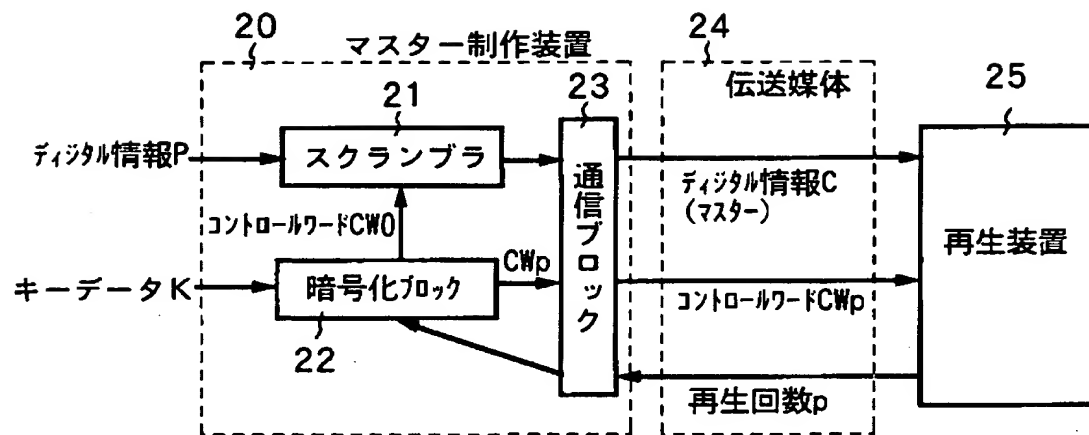 20
マスター制作装置
24
伝送媒体
25
21
23
ディジタル情報P
スクランブラ
通信ブロック
ディジタル情報C
(マスター)
再生装置
コントロールワードCW0
CWp
キーデータK
暗号化ブロック
コントロールワードCWp
22
再生回数p